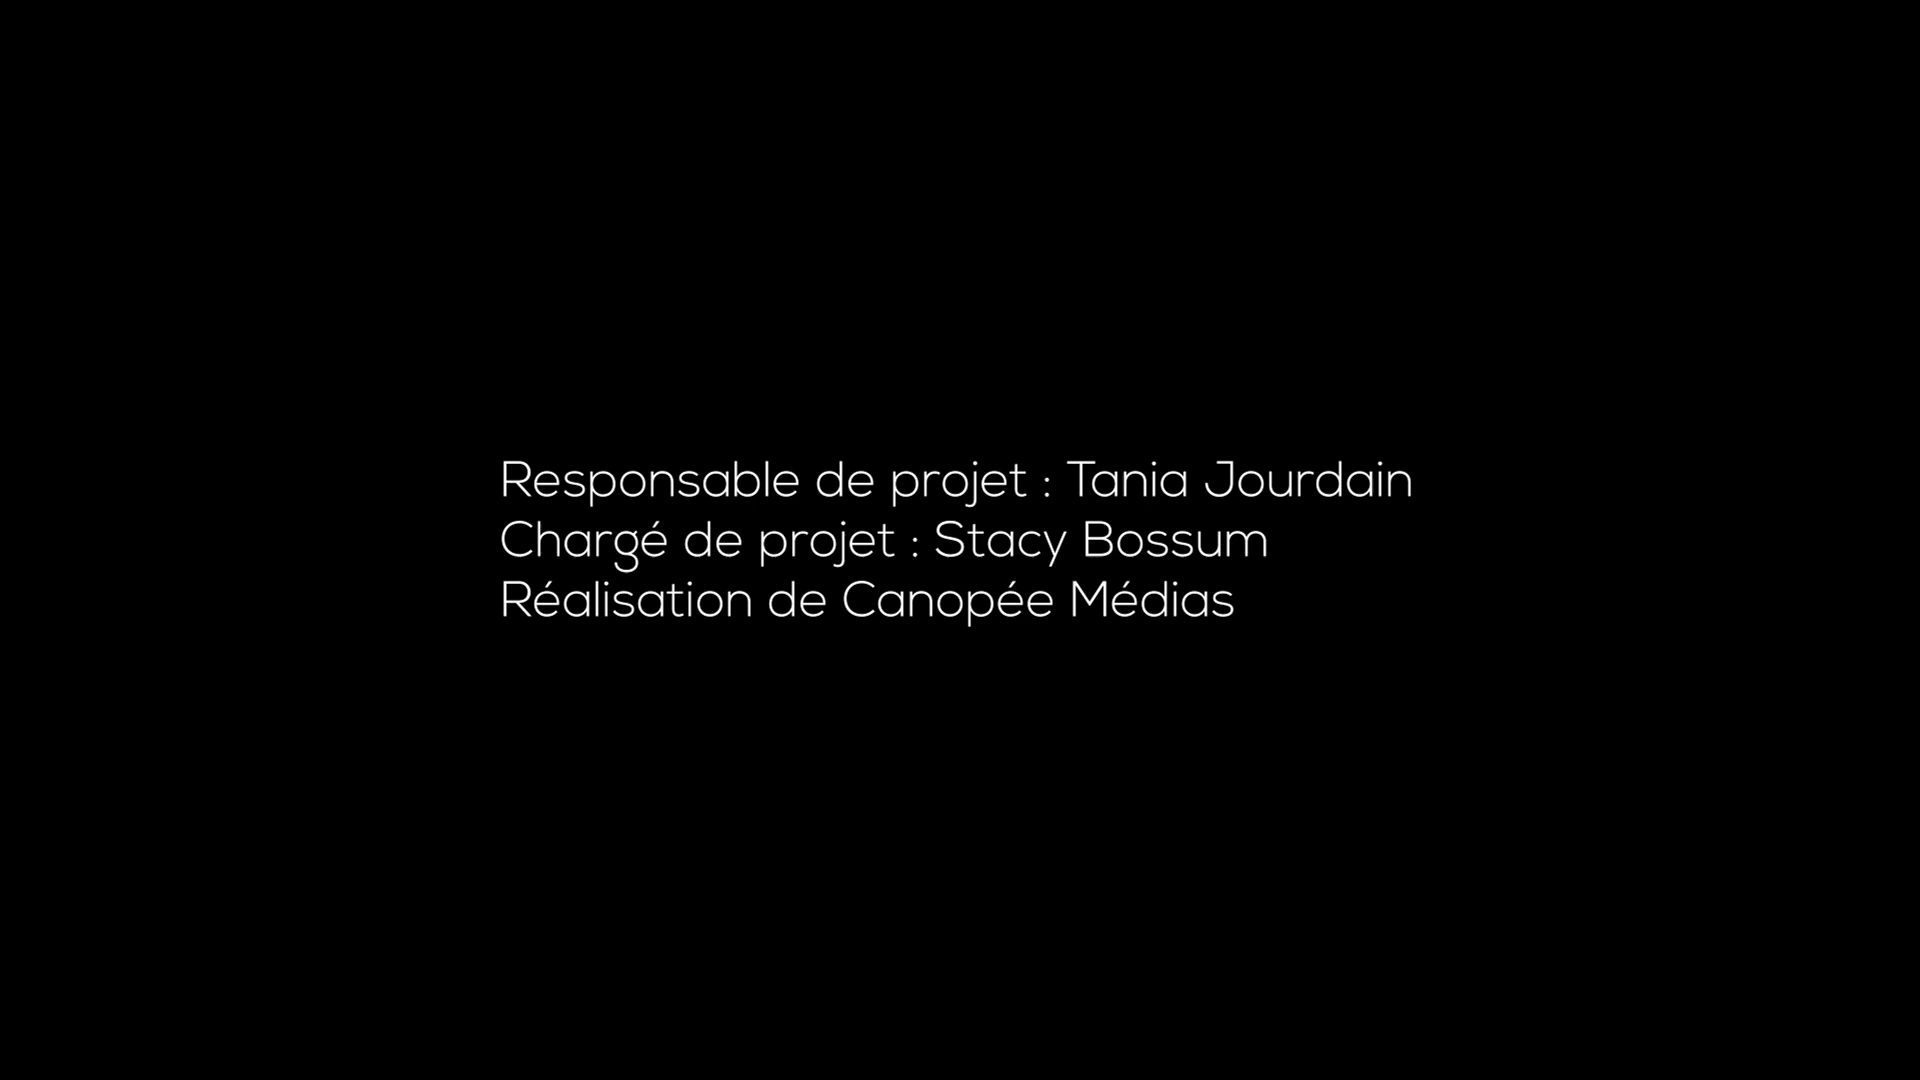 Responsable de projet : Tania Jourdain
Chargé de projet : Stacy Bossum
Réalisation de Canopée Médias